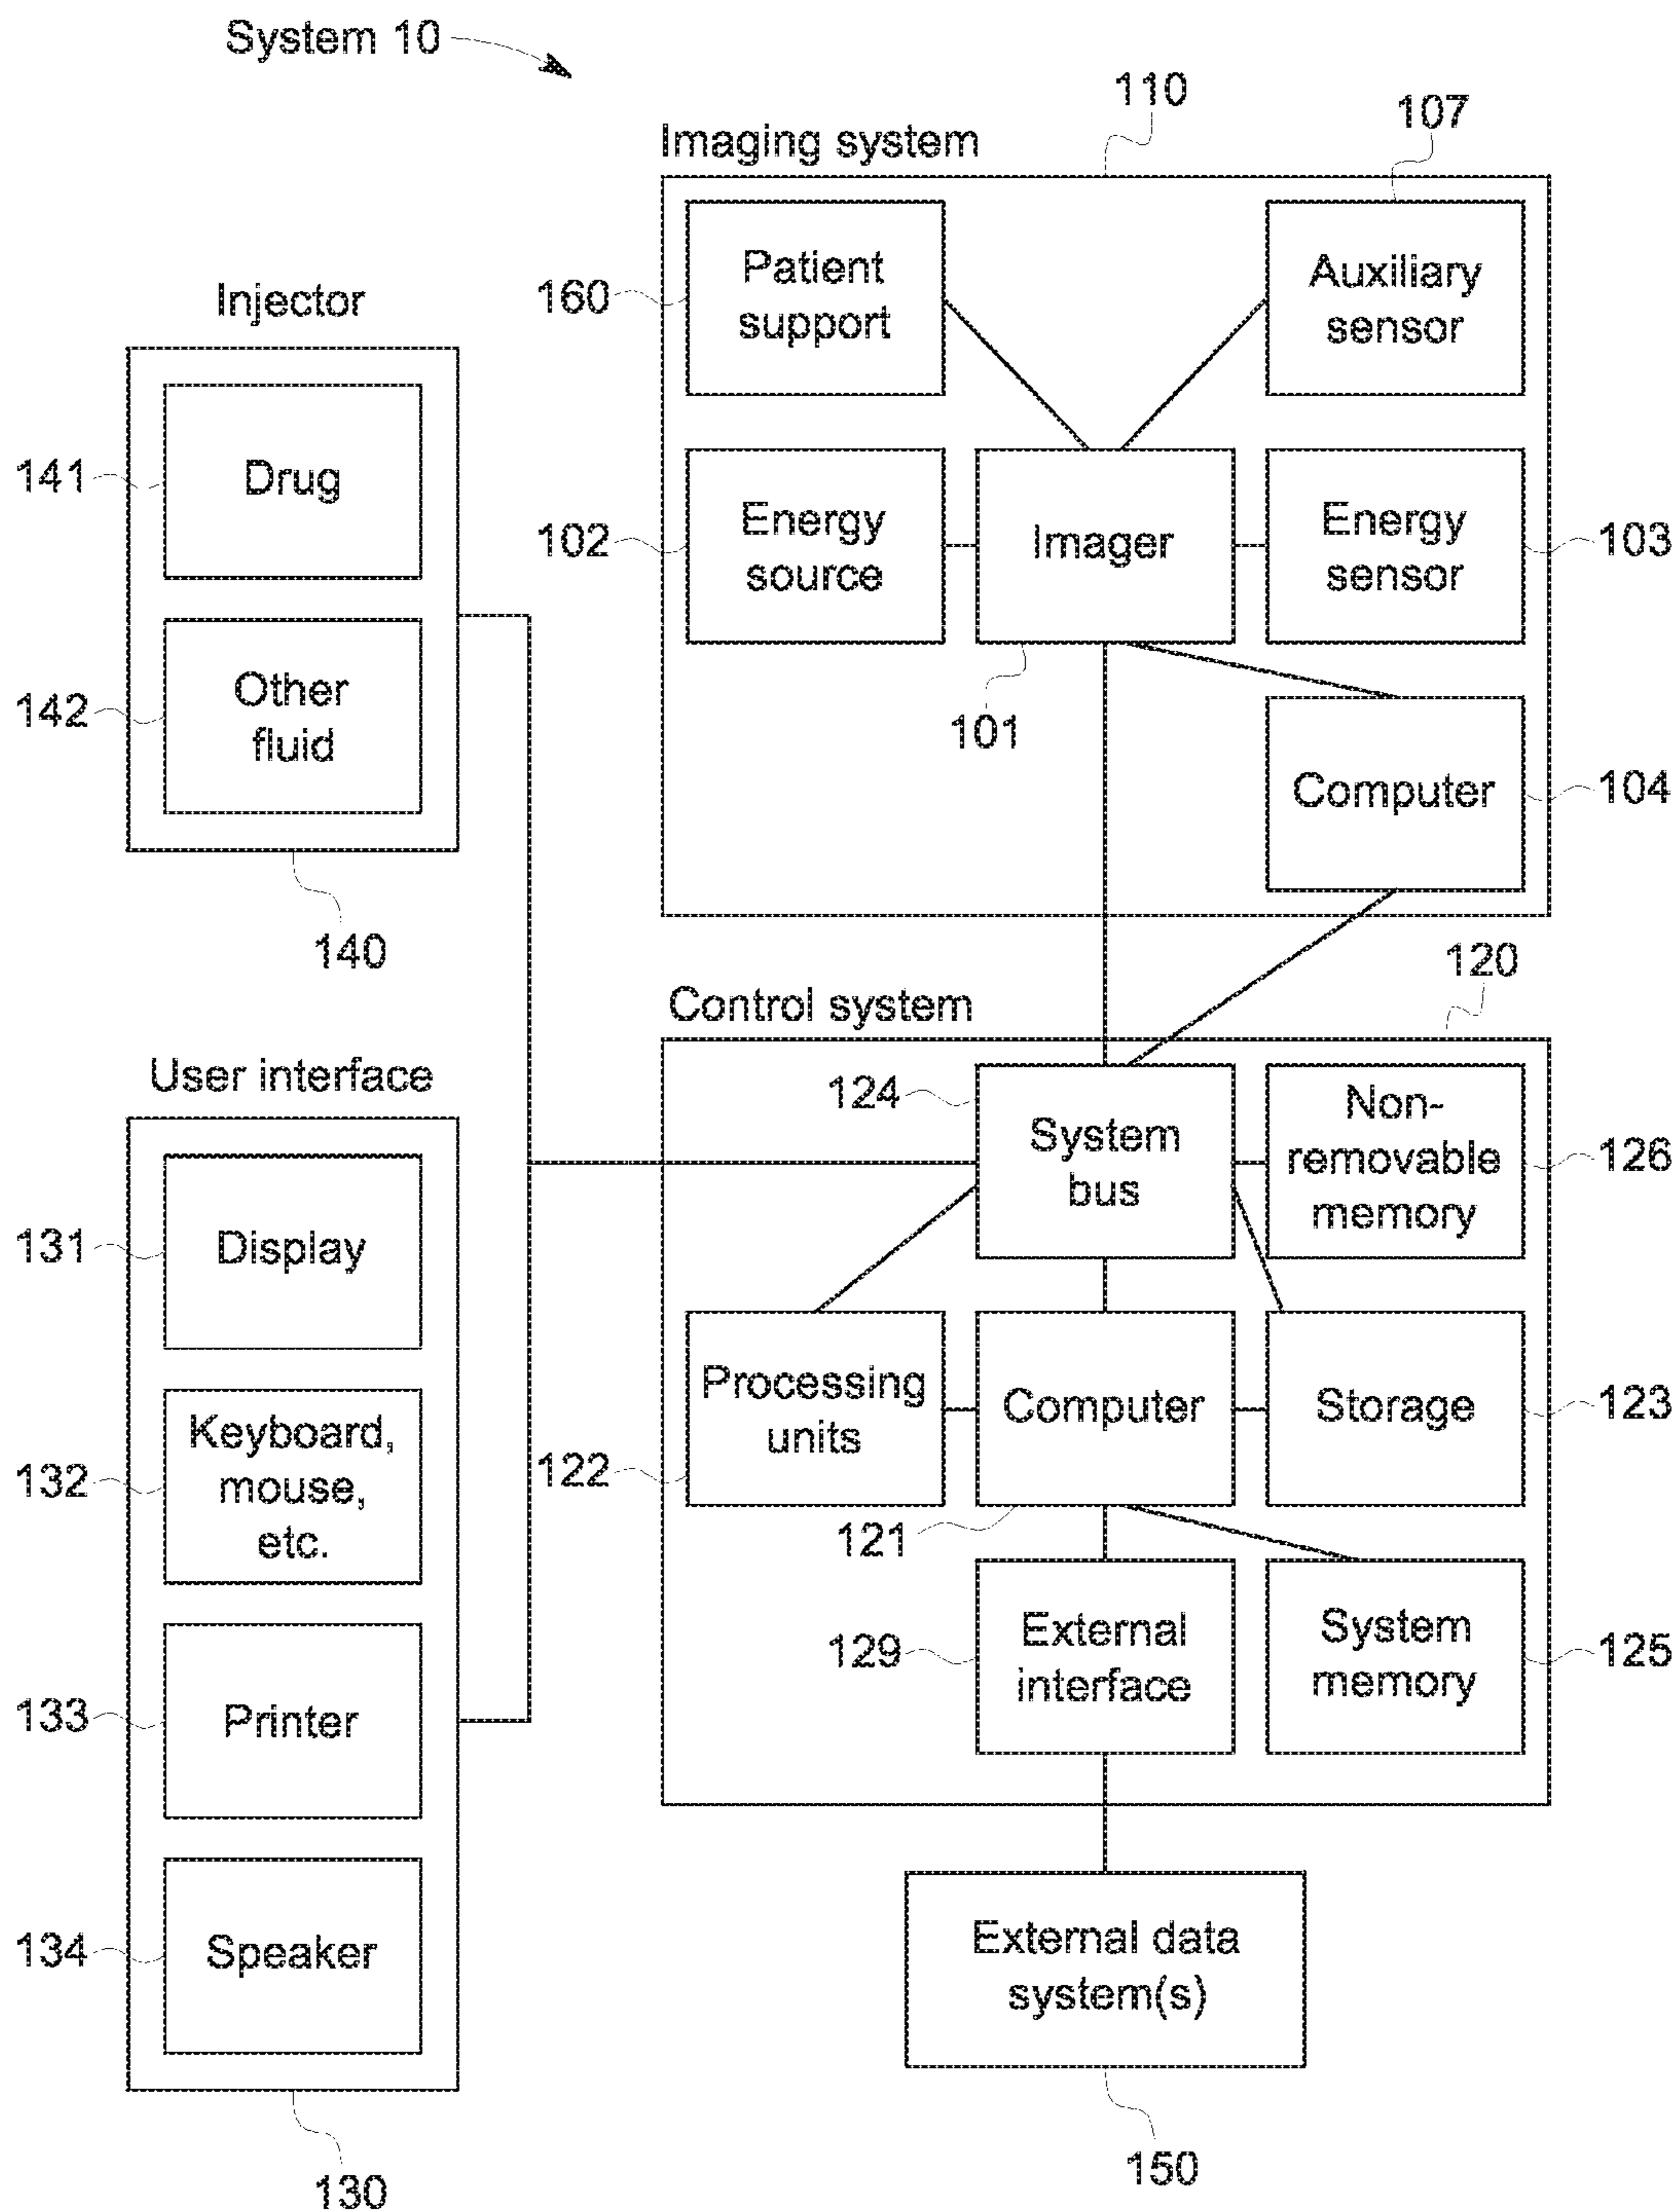 System 10
110
107
Imaging system
Patient
support
160
Auxiliary
sensor
Injector
141
Drug
102
Energy
source
Imager
Energy
sensor
103
142
Other
fluid
101
Computer
104
140
120
Control system
User interface
124
System
bus
Non-
removable
memory
126
131
Display
Processing
units
Computer
Storage
123
132
Keyboard,
mouse,
etc.
122
121
129
External
interface
System
memory
125
133
Printer
134
Speaker
External data
system(s)
150
130